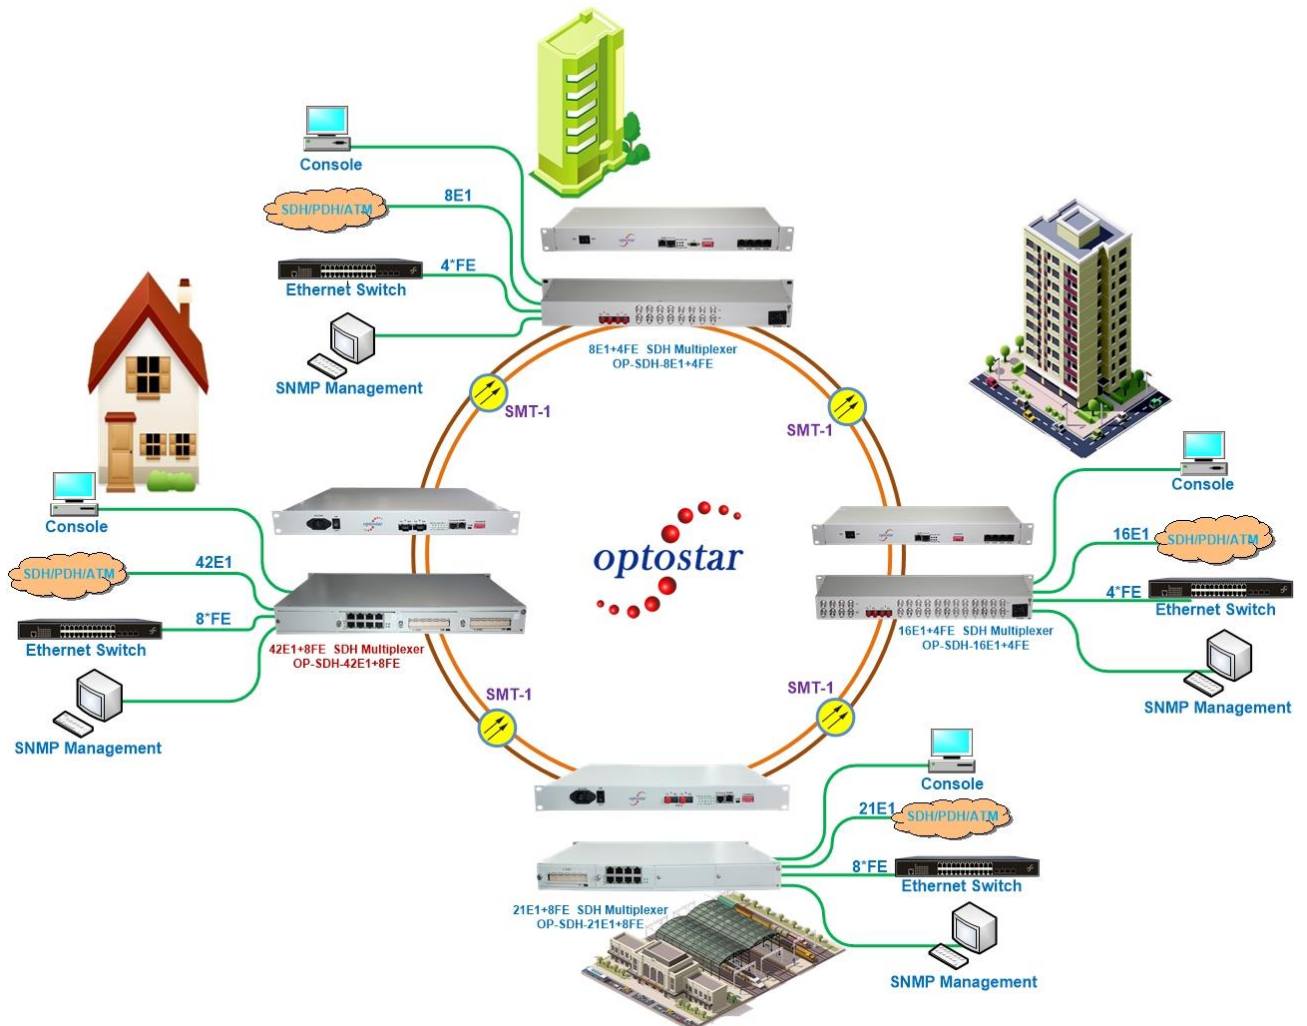 Console
8E1
SDH/PDH/ATM
4*FE
Ethernet Switch
SNMP Management
8E1+4FE SDH Multiplexer
OP-SDH-8E1+4FE
SMT-1
SMT-1
Console
42E1
SDH/PDH/ATM
8*FE
Ethernet Switch
SNMP Management
42E1+8FE SDH Multiplexer
OP-SDH-42E1+8FE
optostar
Console
16E1
SDH/PDH/ATM
4*FE
Ethernet Switch
SNMP Management
16E1+4FE SDH Multiplexer
OP-SDH-16E1+4FE
SMT-1
SMT-1
Console
21E1
SDH/PDH/ATM
8*FE
Ethernet Switch
SNMP Management
21E1+8FE SDH Multiplexer
OP-SDH-21E1+8FE